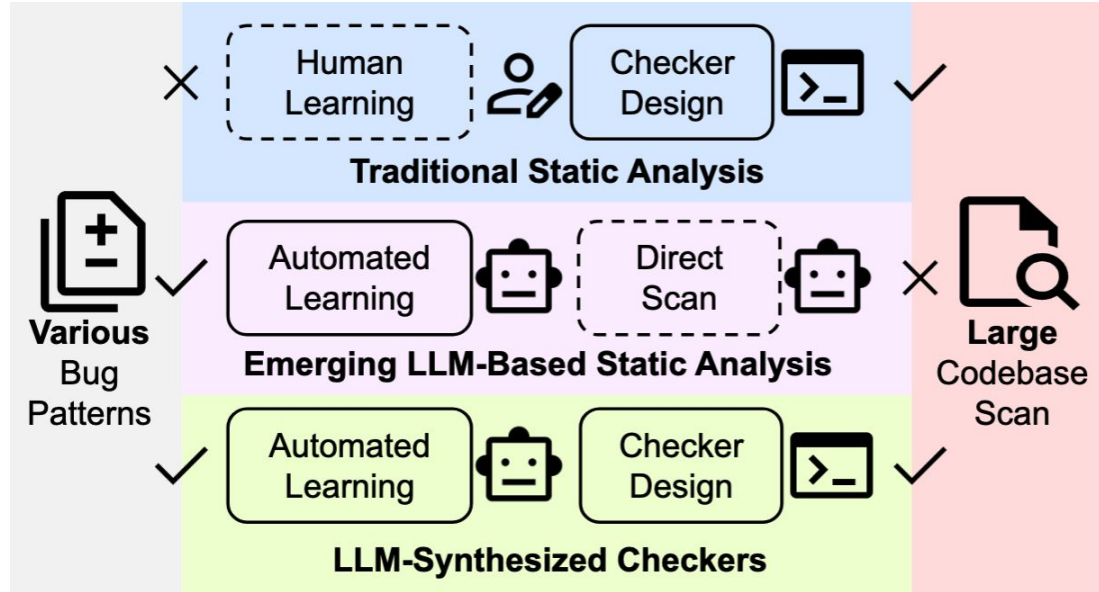 Human
Learning
Checker
Design
Traditional Static Analysis
Various
Bug
Patterns
Automated
Learning
Direct
Scan
Emerging LLM-Based Static Analysis
Large
Codebase
Scan
Automated
Learning
Checker
Design
LLM-Synthesized Checkers